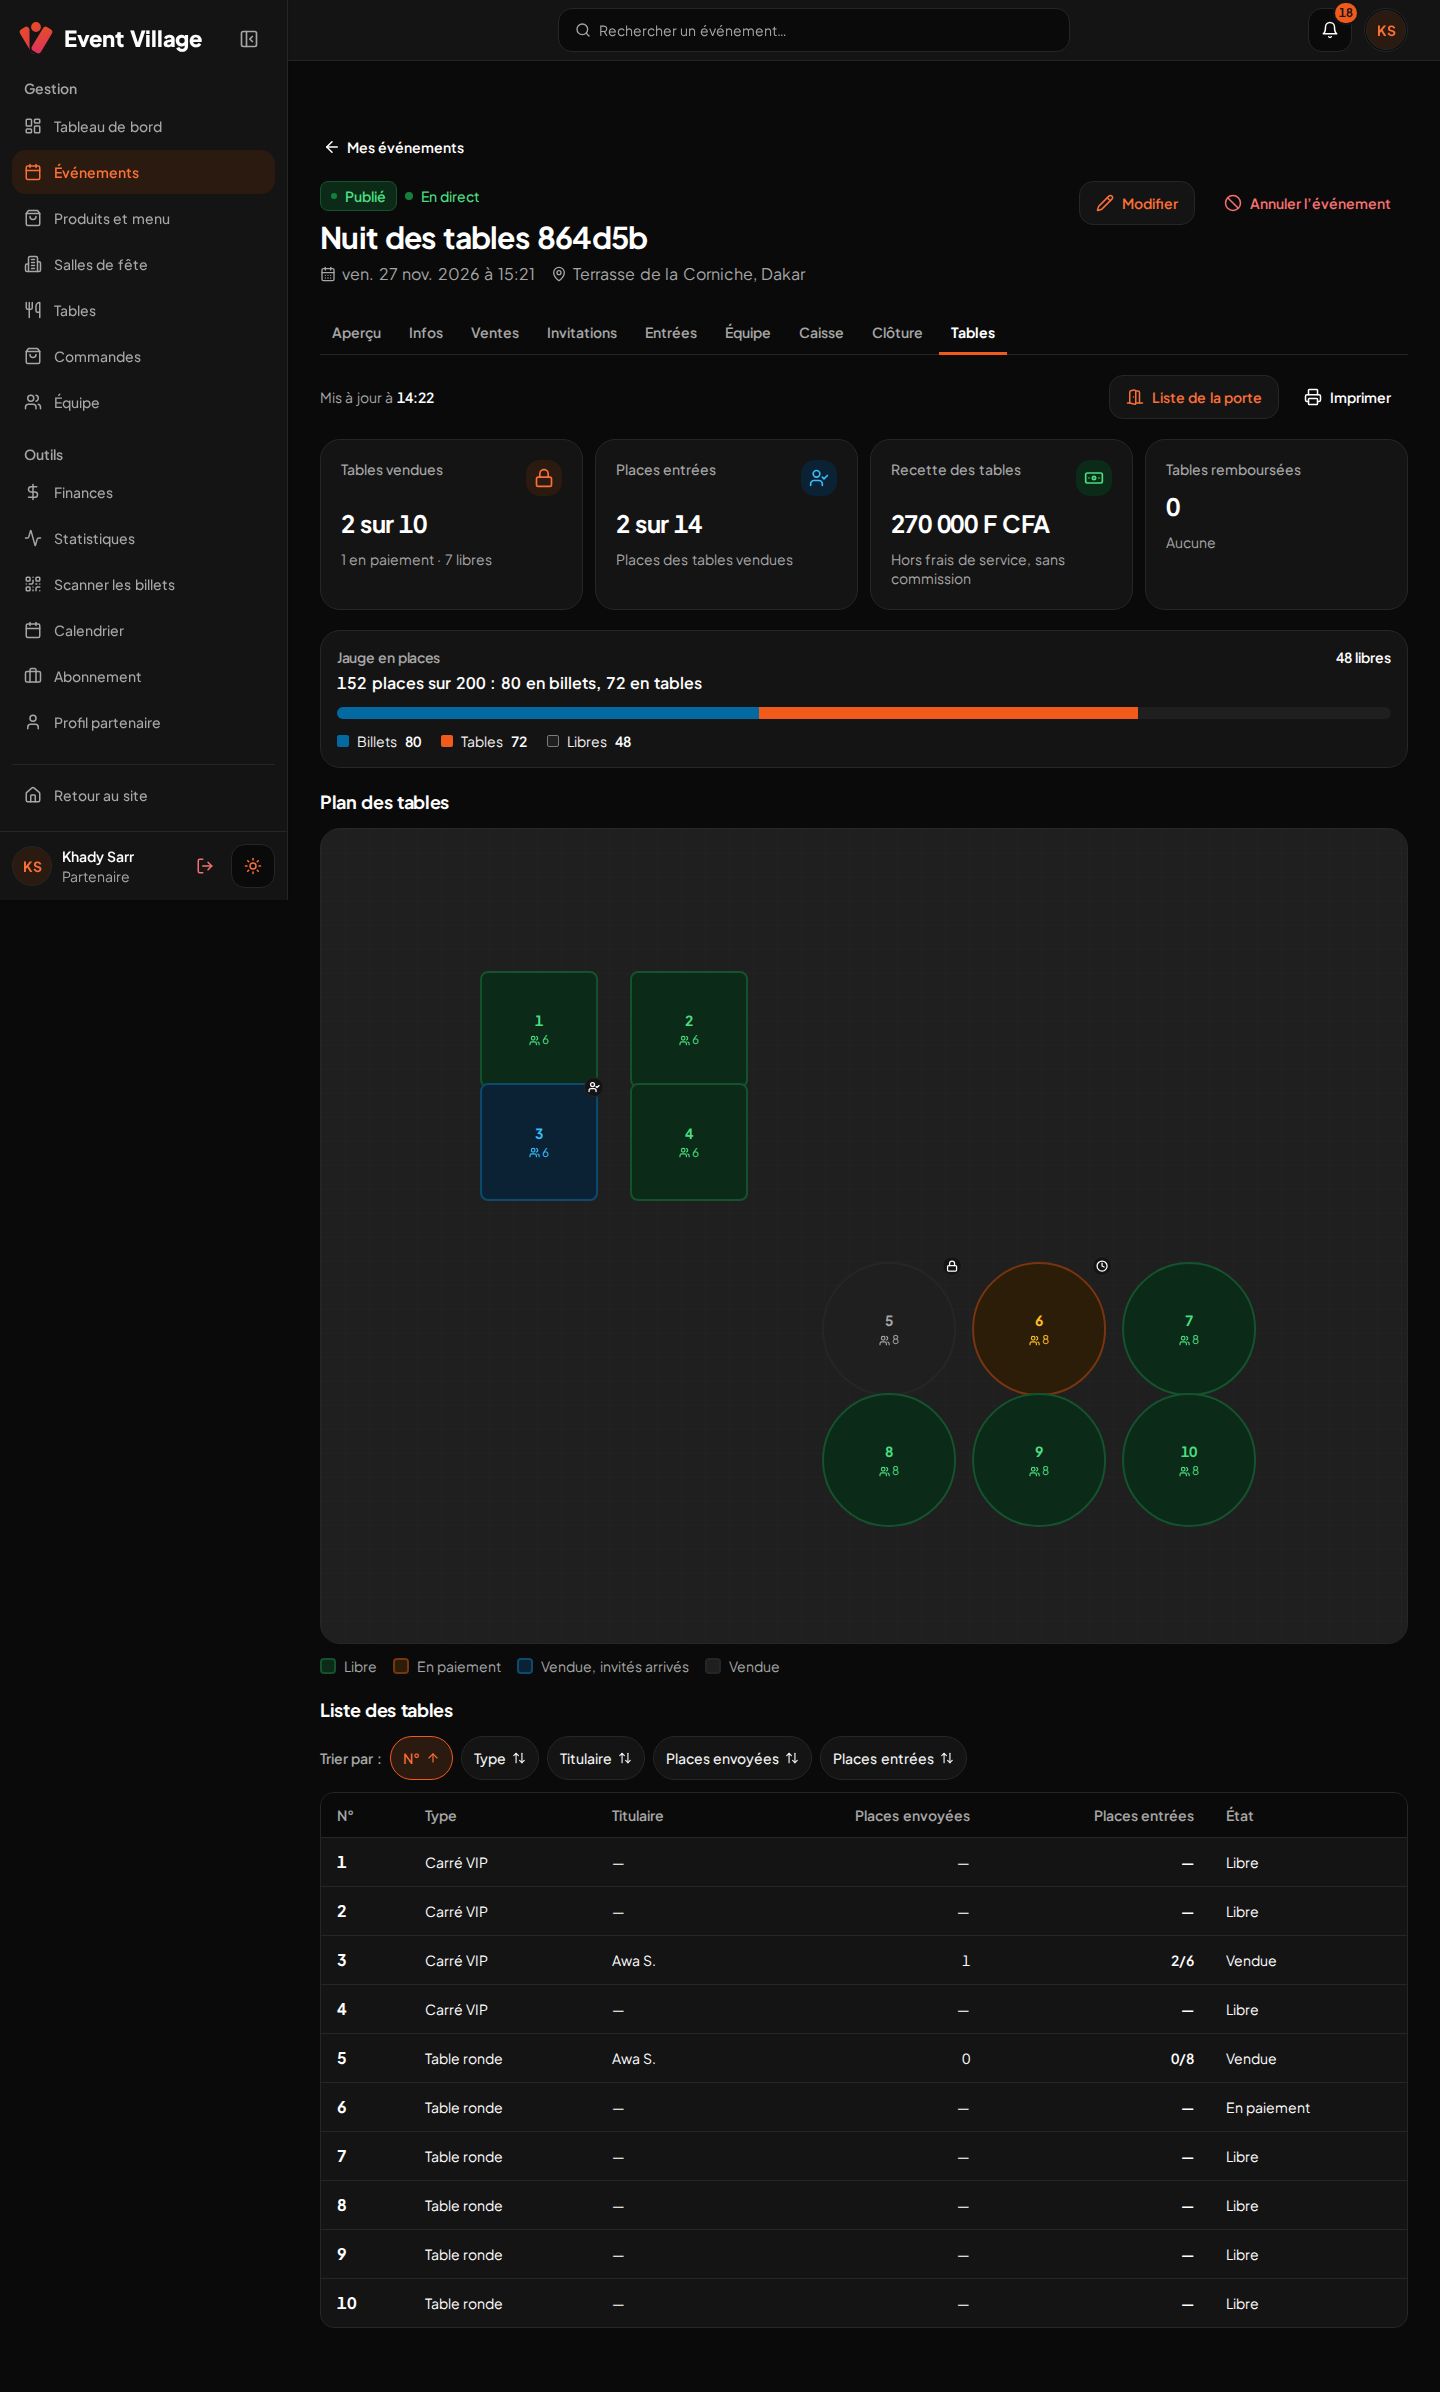 Event Village
Rechercher un événement...
18
KS
Gestion
Tableau de bord
Événements
Produits et menu
Salles de fête
Tables
Commandes
Équipe
Outils
Finances
Statistiques
Scanner les billets
Calendrier
Abonnement
Profil partenaire
Retour au site
KS
Khady Sarr
Partenaire
Mes événements
Publié
En direct
Modifier
Annuler l'événement
Nuit des tables 864d5b
ven. 27 nov. 2026 à 15:21
Terrasse de la Corniche, Dakar
Aperçu Infos Ventes Invitations Entrées Équipe Caisse Clôture Tables
Mis à jour à 14:22
Liste de la porte
Imprimer
Tables vendues
2 sur 10
1 en paiement · 7 libres
Places entrées
2 sur 14
Places des tables vendues
Recette des tables
270 000 F CFA
Hors frais de service, sans
commission
Tables remboursées
0
Aucune
Jauge en places
48 libres
152 places sur 200 : 80 en billets, 72 en tables
Billets 80 Tables 72 Libres 48
Plan des tables
1
6
2
6
3
6
4
6
5
8
6
8
7
8
8
8
9
8
10
8
Libre En paiement Vendue, invités arrivés Vendue
Liste des tables
Trier par : N° Type Titulaire Places envoyées Places entrées
N° Type Titulaire Places envoyées Places entrées État
1 Carré VIP — — — Libre
2 Carré VIP — — — Libre
3 Carré VIP Awa S. 1 2/6 Vendue
4 Carré VIP — — — Libre
5 Table ronde Awa S. 0 0/8 Vendue
6 Table ronde — — — En paiement
7 Table ronde — — — Libre
8 Table ronde — — — Libre
9 Table ronde — — — Libre
10 Table ronde — — — Libre